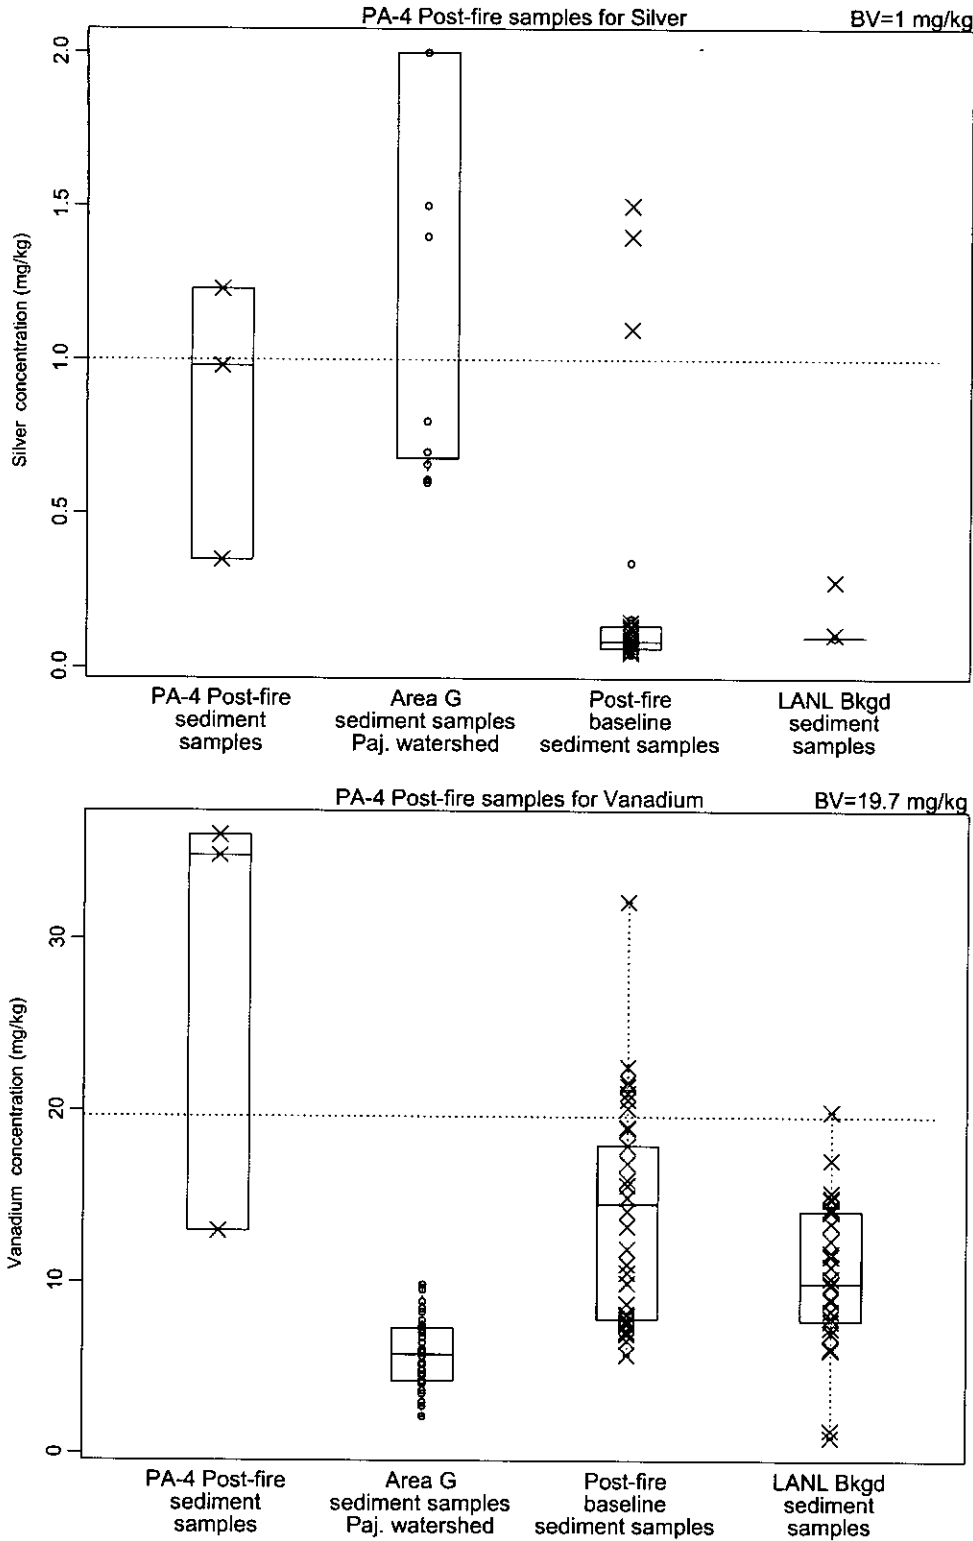 PA-4 Post-fire samples for Silver BV=1 mg/kg
2.0
1.5
1.0
0.5
0.0
Silver concentration (mg/kg)
PA-4 Post-fire
sediment
samples
Area G
sediment samples
Paj. watershed
Post-fire
baseline
sediment samples
LANL Bkgd
sediment
samples
PA-4 Post-fire samples for Vanadium BV=19.7 mg/kg
30
20
10
0
Vanadium concentration (mg/kg)
PA-4 Post-fire
sediment
samples
Area G
sediment samples
Paj. watershed
Post-fire
baseline
sediment samples
LANL Bkgd
sediment
samples